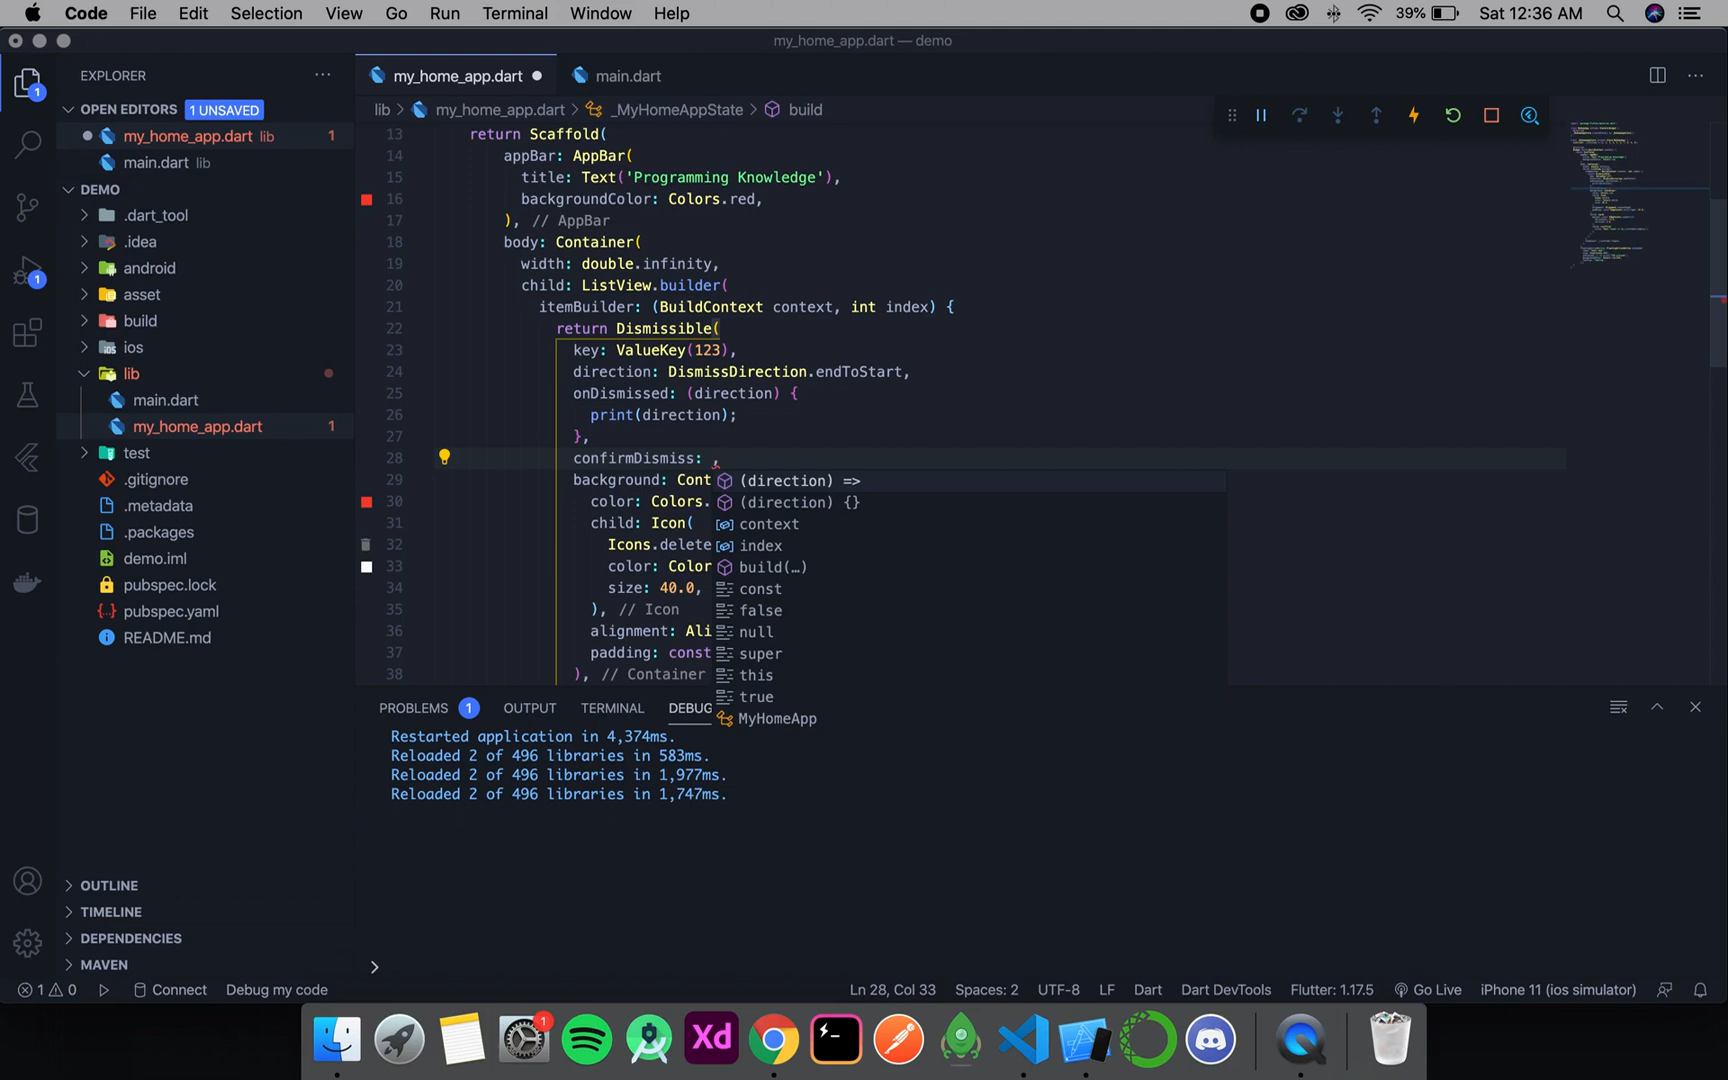 Code File Edit Selection View Go Run Terminal Window Help 39% Sat 12:36 AM
my_home_app.dart — demo
EXPLORER
my_home_app.dart main.dart
OPEN EDITORS 1 UNSAVED
lib my_home_app.dart _MyHomeAppState build
my_home_app.dart lib 1
main.dart lib
DEMO
.dart_tool
.idea
android
asset
build
ios
lib
main.dart
my_home_app.dart 1
test
.gitignore
.metadata
.packages
demo.iml
pubspec.lock
pubspec.yaml
README.md
OUTLINE
TIMELINE
DEPENDENCIES
MAVEN
1
1
13 return Scaffold(
14 appBar: AppBar(
15 title: Text('Programming Knowledge'),
16 backgroundColor: Colors.red,
17 ), // AppBar
18 body: Container(
19 width: double.infinity,
20 child: ListView.builder(
21 itemBuilder: (BuildContext context, int index) {
22 return Dismissible(
23 key: ValueKey(123),
24 direction: DismissDirection.endToStart,
25 onDismissed: (direction) {
26 print(direction);
27 },
28 confirmDismiss: ,
29 background: Cont
30 color: Colors.
31 child: Icon(
32 Icons.delete
33 color: Color
34 size: 40.0,
35 ), // Icon
36 alignment: Ali
37 padding: const
38 ), // Container
(direction) =>
(direction) {}
context
index
build(…)
const
false
null
super
this
true
MyHomeApp
PROBLEMS 1 OUTPUT TERMINAL DEBUG
Restarted application in 4,374ms.
Reloaded 2 of 496 libraries in 583ms.
Reloaded 2 of 496 libraries in 1,977ms.
Reloaded 2 of 496 libraries in 1,747ms.
1 0 Connect Debug my code Ln 28, Col 33 Spaces: 2 UTF-8 LF Dart Dart DevTools Flutter: 1.17.5 Go Live iPhone 11 (ios simulator)
1
Xd